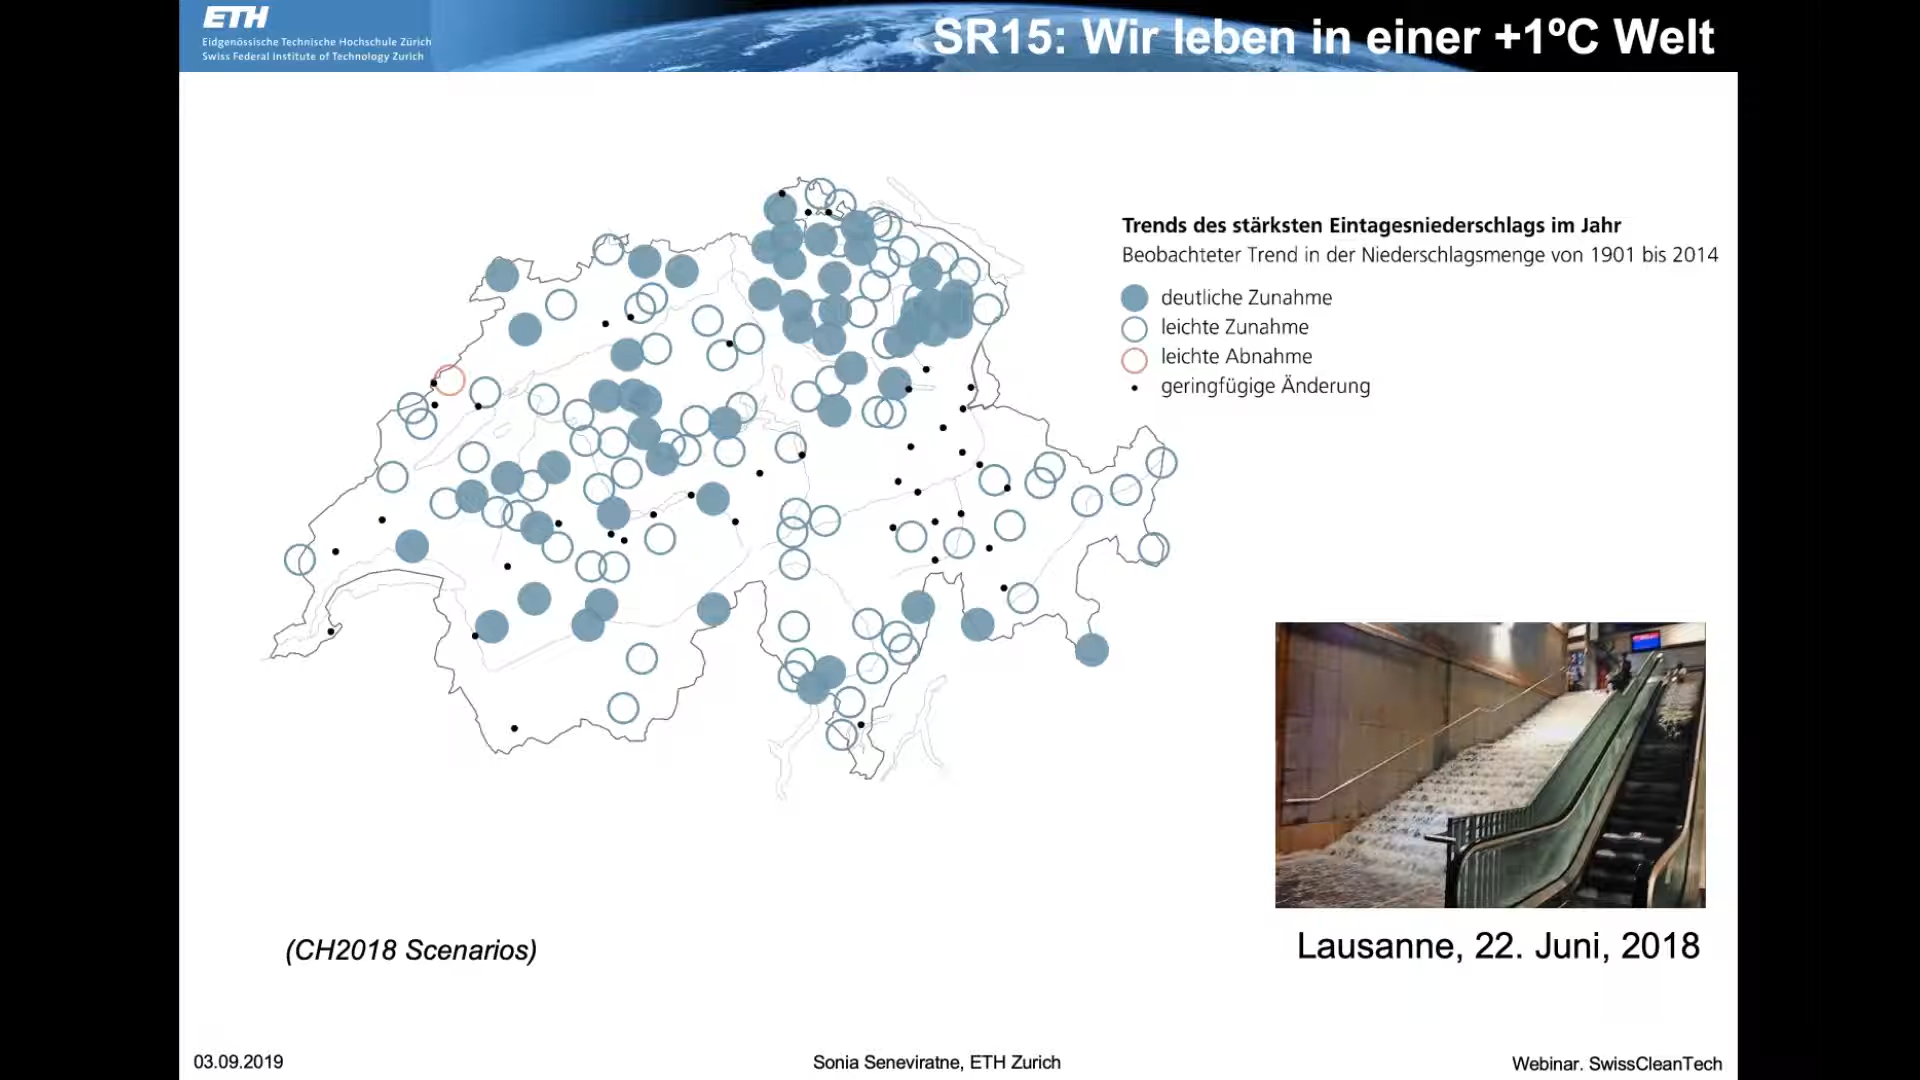 ETH
Eidgenössische Technische Hochschule Zürich
Swiss Federal Institute of Technology Zurich
SR15: Wir leben in einer +1ºC Welt
Trends des stärksten Eintagesniederschlags im Jahr
Beobachteter Trend in der Niederschlagsmenge von 1901 bis 2014
deutliche Zunahme
leichte Zunahme
leichte Abnahme
geringfügige Änderung
(CH2018 Scenarios)
Lausanne, 22. Juni, 2018
03.09.2019
Sonia Seneviratne, ETH Zurich
Webinar. SwissCleanTech